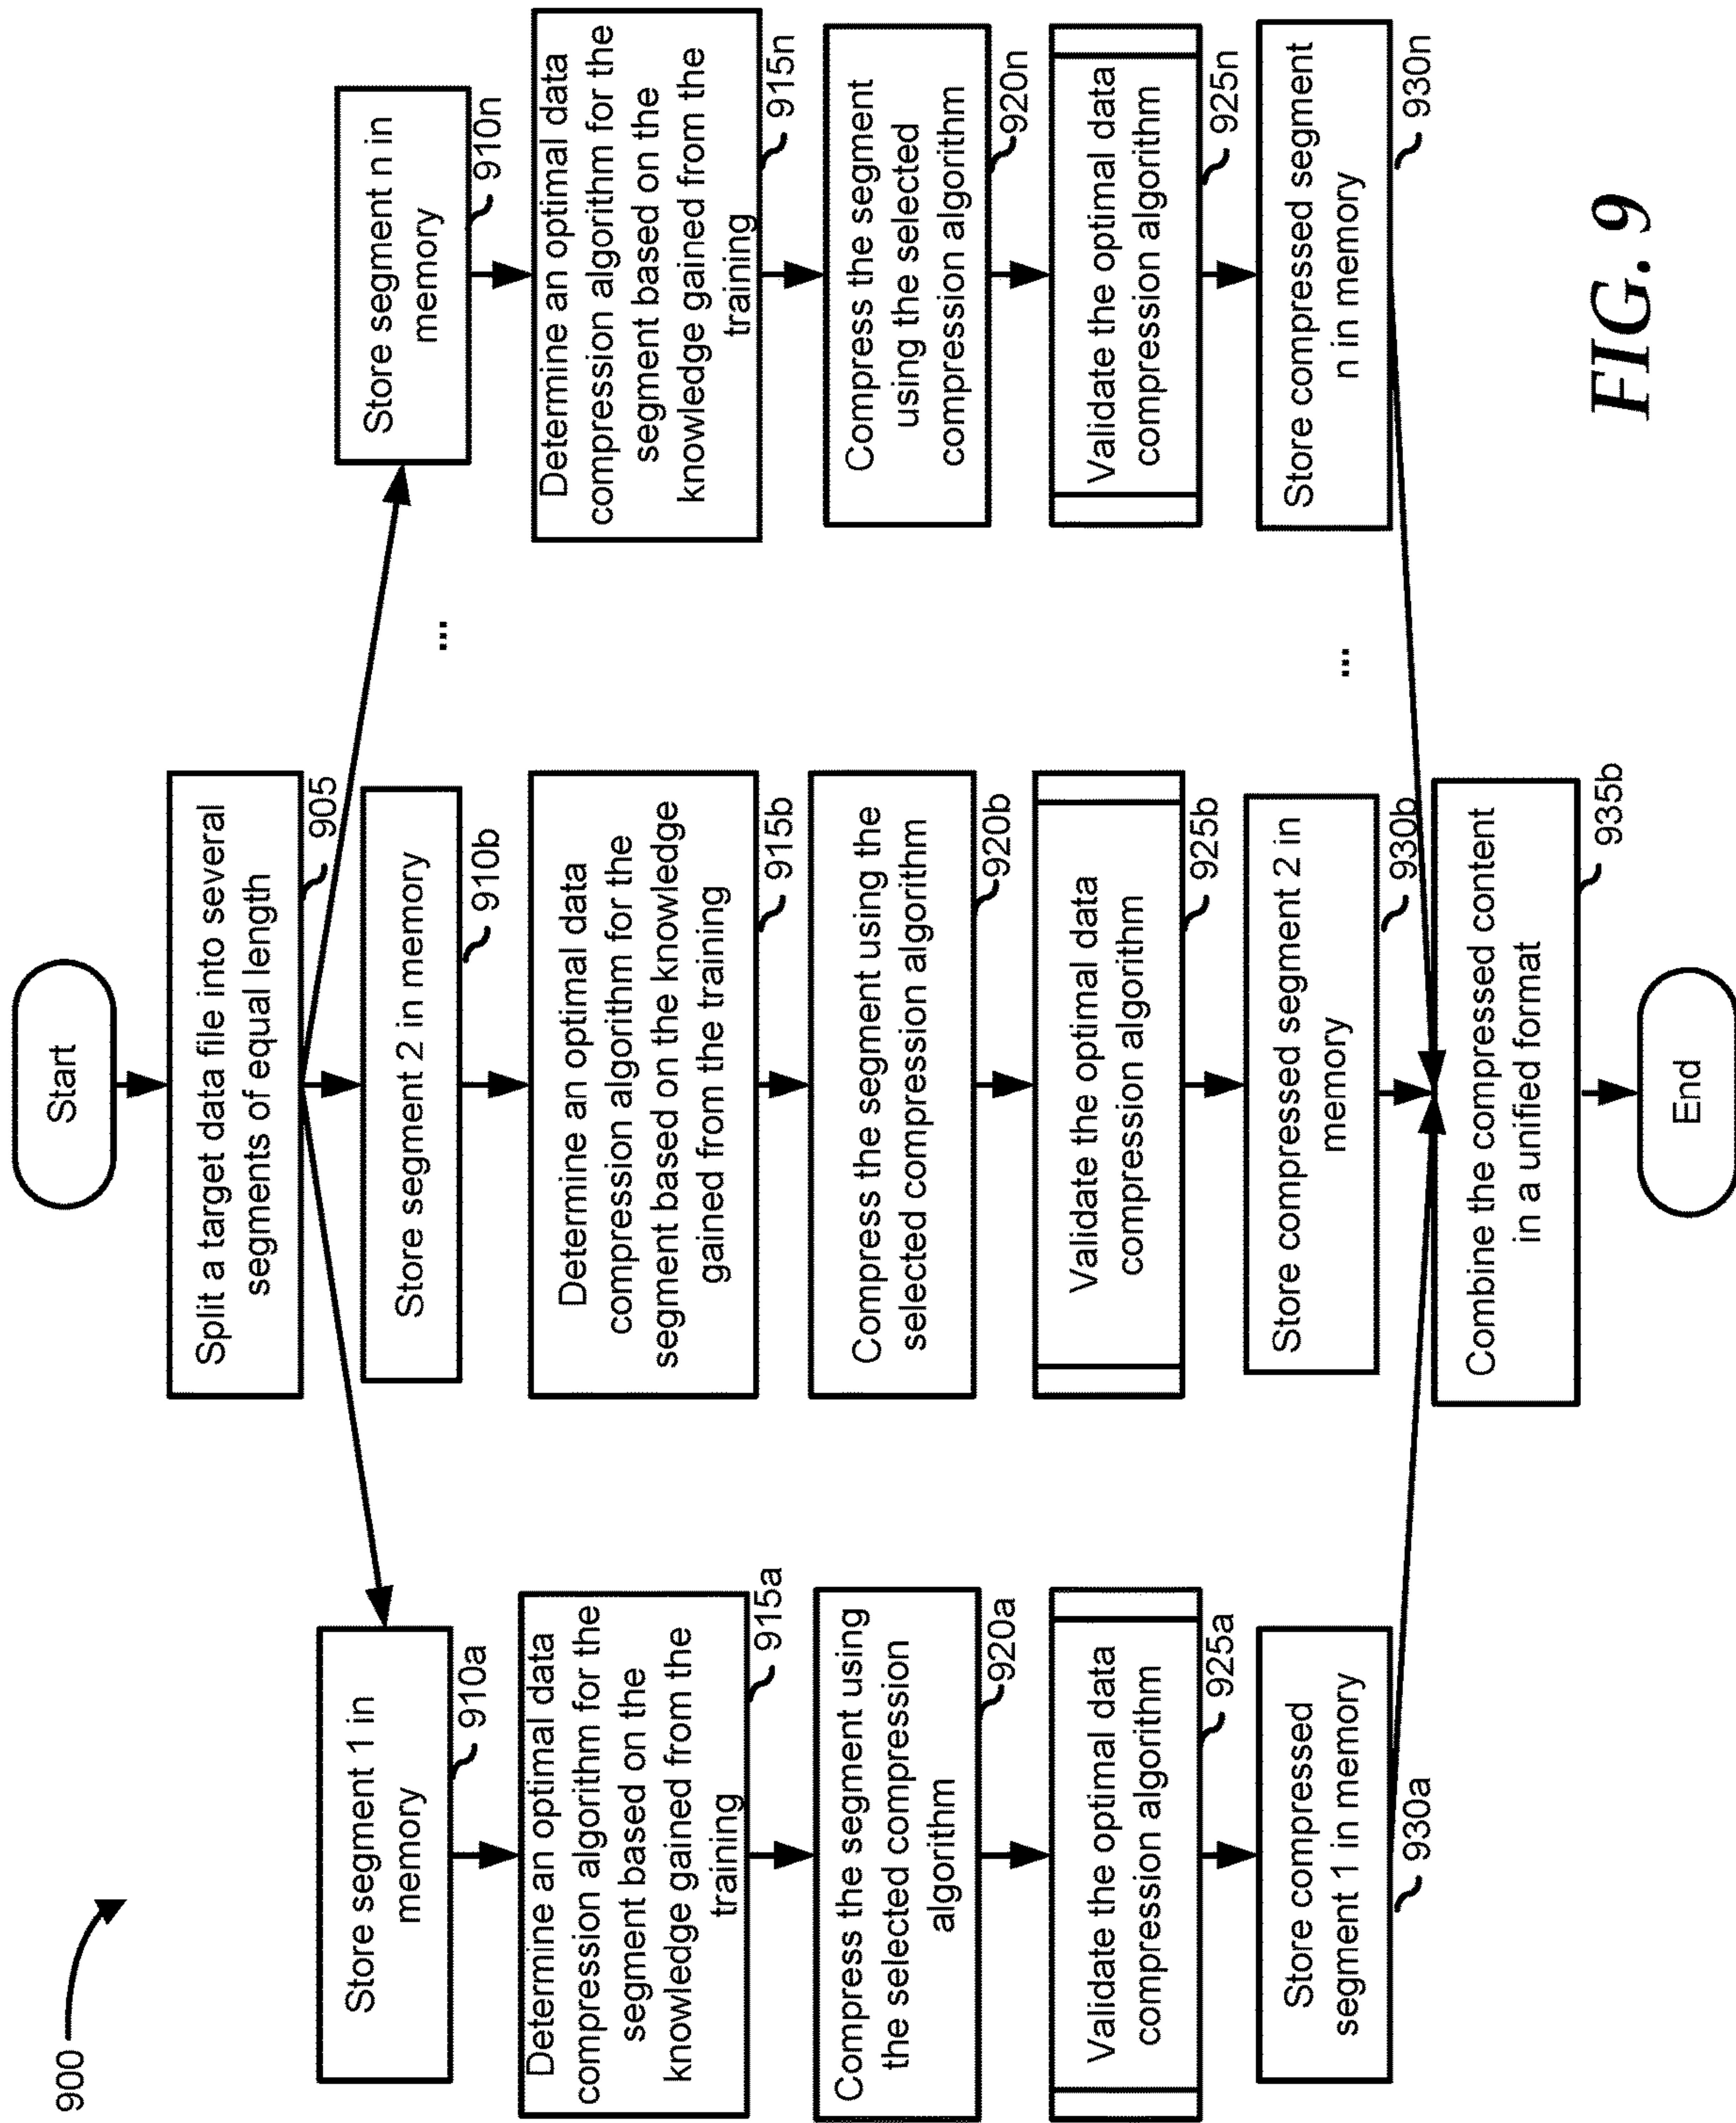 900
Start
Split a target data file into several
segments of equal length
905
Store segment 1 in
memory
910a
Determine an optimal data
compression algorithm for the
segment based on the
knowledge gained from the
training
915a
Compress the segment using
the selected compression
algorithm
920a
Validate the optimal data
compression algorithm
925a
Store compressed
segment 1 in memory
930a
Store segment 2 in memory
910b
Determine an optimal data
compression algorithm for the
segment based on the knowledge
gained from the training
915b
Compress the segment using the
selected compression algorithm
920b
Validate the optimal data
compression algorithm
925b
Store compressed segment 2 in
memory
930b
...
Store segment n in
memory
910n
Determine an optimal data
compression algorithm for the
segment based on the
knowledge gained from the
training
915n
Compress the segment
using the selected
compression algorithm
920n
Validate the optimal data
compression algorithm
925n
Store compressed segment
n in memory
930n
...
Combine the compressed content
in a unified format
935b
End
FIG. 9